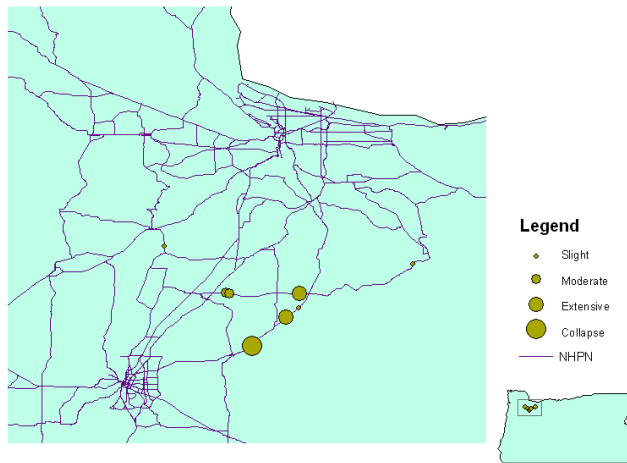 Legend
Slight
Moderate
Extensive
Collapse
NHPN